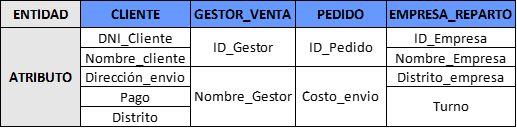 ENTIDAD CLIENTE GESTOR_VENTA PEDIDO EMPRESA_REPARTO
ATRIBUTO
DNI_Cliente
Nombre_cliente
Dirección_envio
Pago
Distrito
ID_Gestor
Nombre_Gestor
ID_Pedido
Costo_envio
ID_Empresa
Nombre_Empresa
Distrito_empresa
Turno